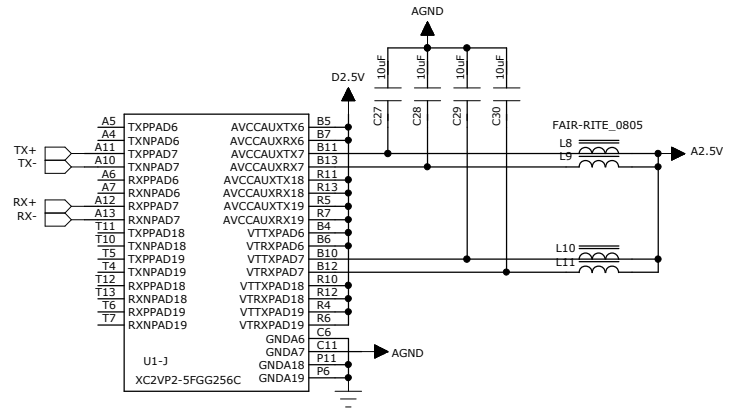 AGND
D2.5V
10uF
10uF
10uF
10uF
C27
C28
C29
C30
FAIR-RITE_0805
L8
L9
A2.5V
L10
L11
TX+
TX-
RX+
RX-
A5 TXPPAD6 AVCCAUXTX6 B5
A4 TXNPAD6 AVCCAUXRX6 B7
A11 TXPPAD7 AVCCAUXTX7 B11
A10 TXNPAD7 AVCCAUXRX7 B13
A6 RXPPAD6 AVCCAUXTX18 R11
A7 RXNPAD6 AVCCAUXRX18 R13
A12 RXPPAD7 AVCCAUXTX19 R5
A13 RXNPAD7 AVCCAUXRX19 R7
T11 TXPPAD18 VTTXPAD6 B4
T10 TXNPAD18 VTRXPAD6 B6
T5 TXPPAD19 VTTXPAD7 B10
T4 TXNPAD19 VTRXPAD7 B12
T12 RXPPAD18 VTTXPAD18 R10
T13 RXNPAD18 VTRXPAD18 R12
T6 RXPPAD19 VTTXPAD19 R4
T7 RXNPAD19 VTRXPAD19 R6
GNDA6 C6
GNDA7 C11
GNDA18 P11
GNDA19 P6
AGND
U1-J
XC2VP2-5FGG256C